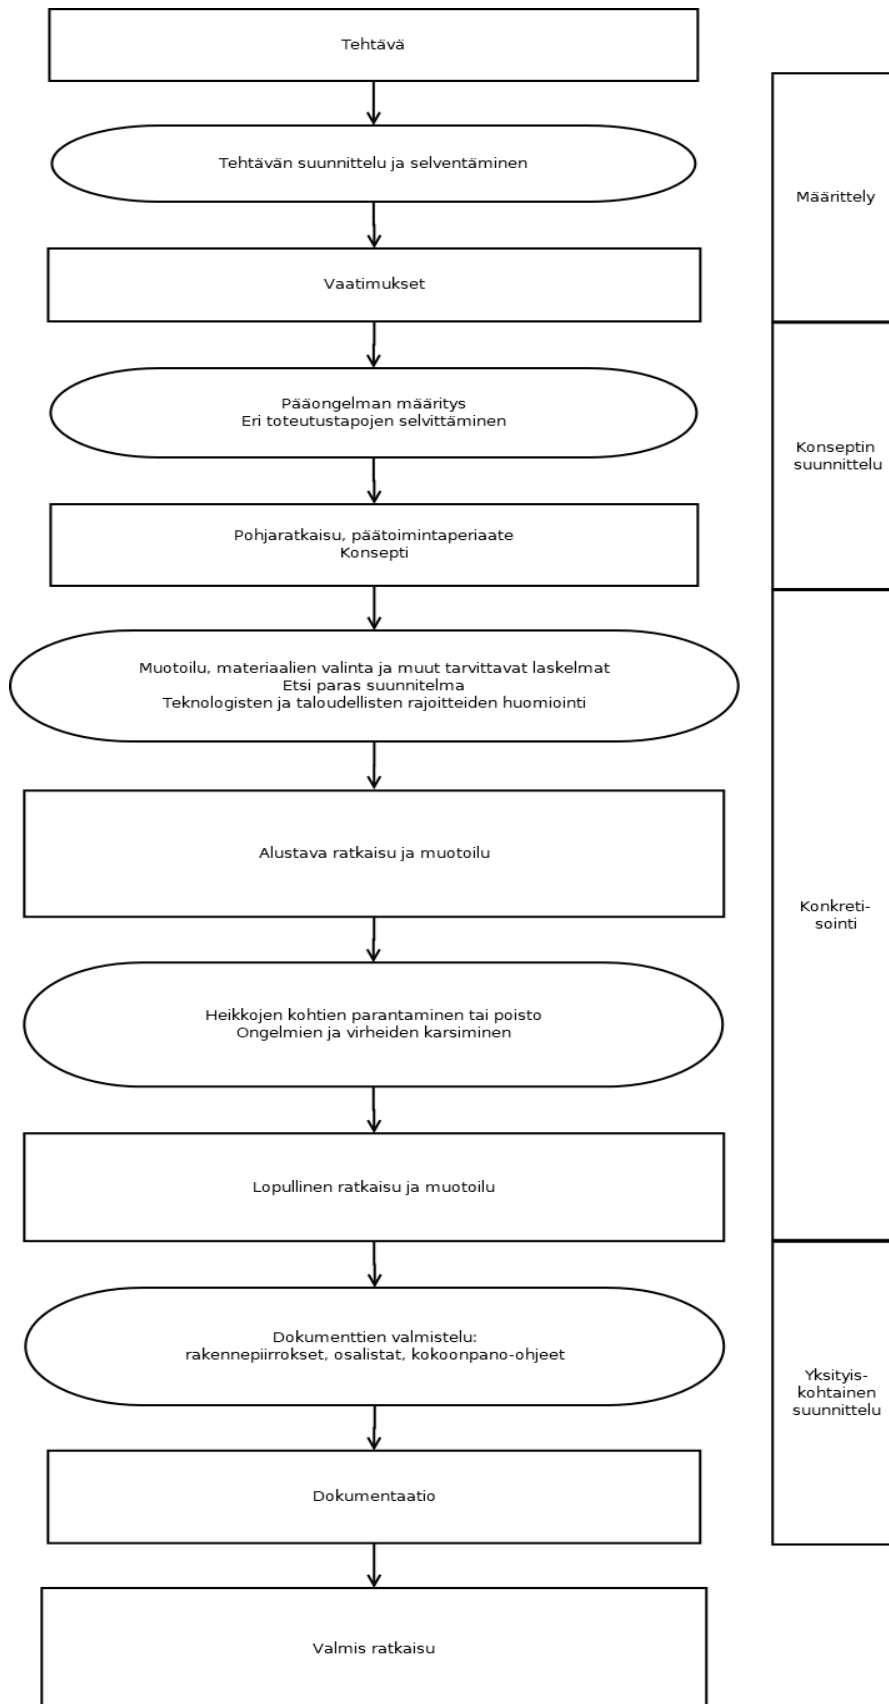 Tehtävä
Tehtävän suunnittelu ja selventäminen
Määrittely
Vaatimukset
Pääongelman määritys
Eri toteutustapojen selvittäminen
Konseptin
suunnittelu
Pohjaratkaisu, päätoimintaperiaate
Konsepti
Muotoilu, materiaalien valinta ja muut tarvittavat laskelmat
Etsi paras suunnitelma
Teknologisten ja taloudellisten rajoitteiden huomiointi
Alustava ratkaisu ja muotoilu
Konkreti-
sointi
Heikkojen kohtien parantaminen tai poisto
Ongelmien ja virheiden karsiminen
Lopullinen ratkaisu ja muotoilu
Dokumenttien valmistelu:
rakennepiirrokset, osalistat, kokoonpano-ohjeet
Yksityis-
kohtainen
suunnittelu
Dokumentaatio
Valmis ratkaisu